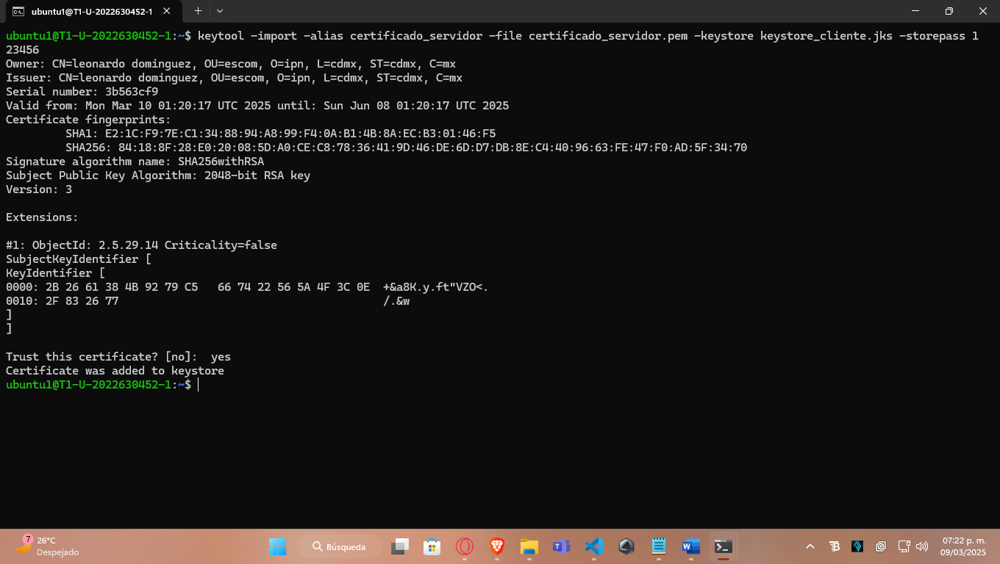 ubuntu1@T1-U-2022630452-1
ubuntu1@T1-U-2022630452-1:~$ keytool -import -alias certificado_servidor -file certificado_servidor.pem -keystore keystore_cliente.jks -storepass 1
23456
Owner: CN=leonardo dominguez, OU=escom, O=ipn, L=cdmx, ST=cdmx, C=mx
Issuer: CN=leonardo dominguez, OU=escom, O=ipn, L=cdmx, ST=cdmx, C=mx
Serial number: 3b563cf9
Valid from: Mon Mar 10 01:20:17 UTC 2025 until: Sun Jun 08 01:20:17 UTC 2025
Certificate fingerprints:
SHA1: E2:1C:F9:7E:C1:34:88:94:A8:99:F4:0A:B1:4B:8A:EC:B3:01:46:F5
SHA256: 84:18:8F:28:E0:20:08:5D:A0:CE:C8:78:36:41:9D:46:DE:6D:D7:DB:8E:C4:40:96:63:FE:47:F0:AD:5F:34:70
Signature algorithm name: SHA256withRSA
Subject Public Key Algorithm: 2048-bit RSA key
Version: 3
Extensions:
#1: ObjectId: 2.5.29.14 Criticality=false
SubjectKeyIdentifier [
KeyIdentifier [
0000: 2B 26 61 38 4B 92 79 C5   66 74 22 56 5A 4F 3C 0E  +&a8K.y.ft"VZO<.
0010: 2F 83 26 77                                        /.&w
]
]
Trust this certificate? [no]:  yes
Certificate was added to keystore
ubuntu1@T1-U-2022630452-1:~$
7
26°C
Despejado
Búsqueda
07:22 p. m.
09/03/2025